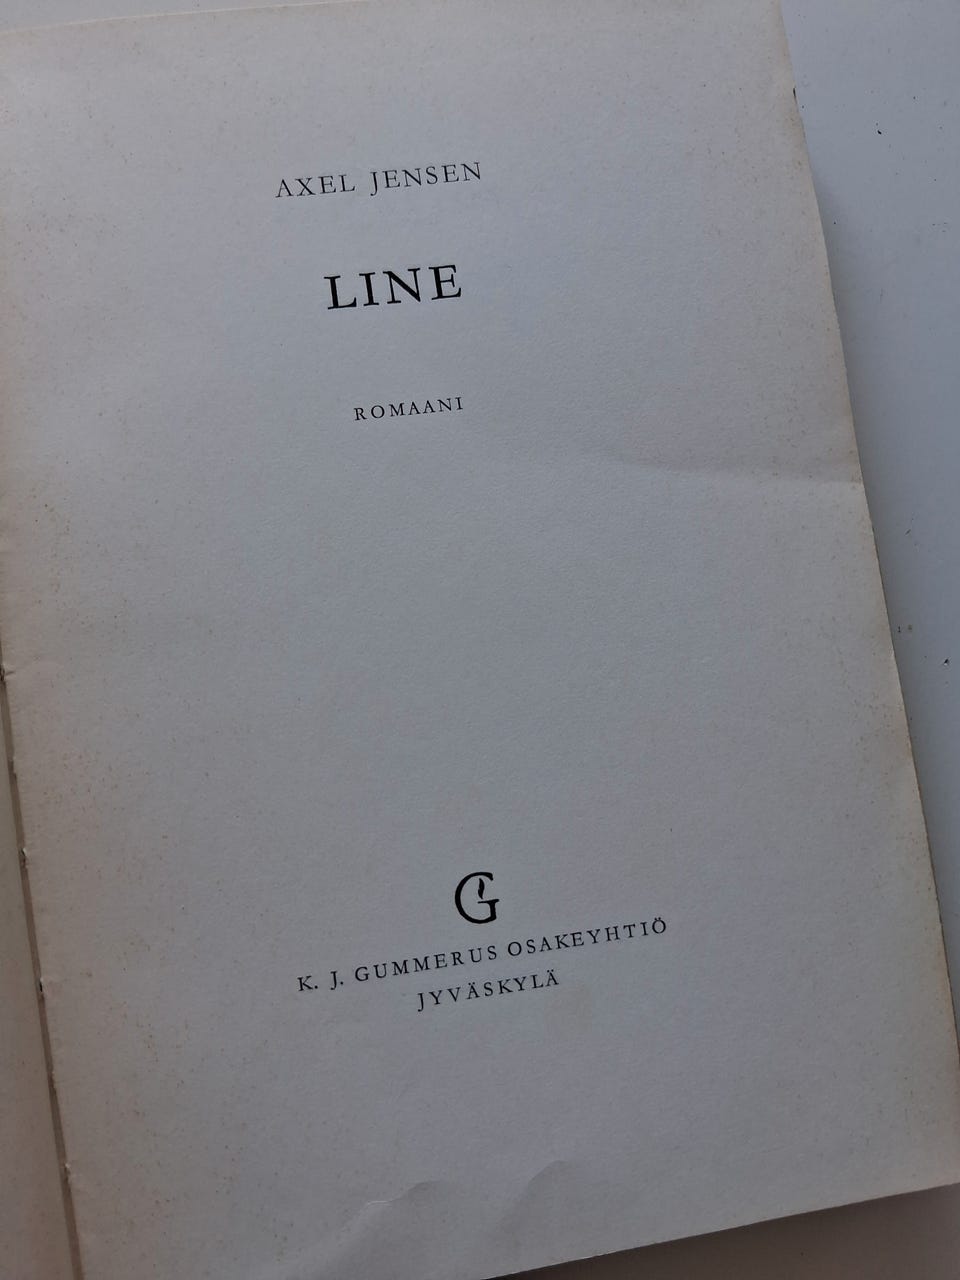 AXEL JENSEN
LINE
ROMAANI
G
K. J. GUMMERUS OSAKEYHTIÖ
JYVÄSKYLÄ